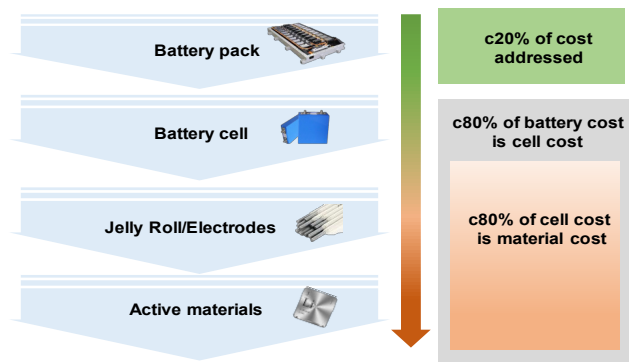 Battery pack
Battery cell
Jelly Roll/Electrodes
Active materials
c20% of cost
addressed
c80% of battery cost
is cell cost
c80% of cell cost
is material cost